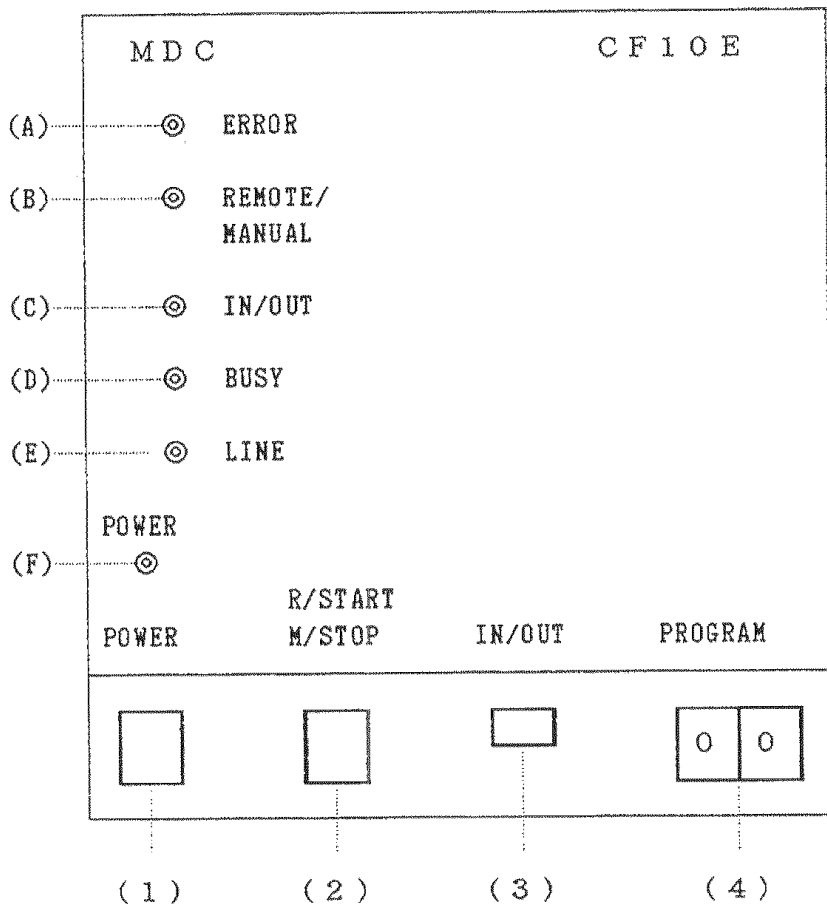 MDC CF10E
(A) ERROR
(B) REMOTE/
MANUAL
(C) IN/OUT
(D) BUSY
(E) LINE
POWER
(F)
R/START
POWER M/STOP IN/OUT PROGRAM
0 0
(1) (2) (3) (4)